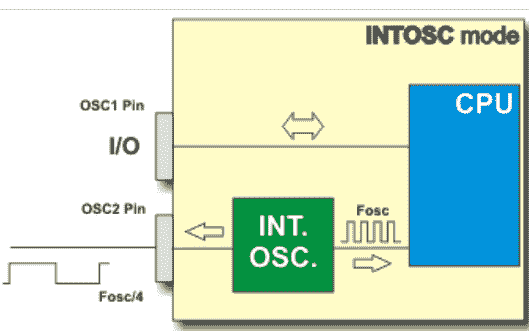 INTOSC mode
OSC1 Pin
I/O
CPU
OSC2 Pin
Fosc
INT.
OSC.
Fosc/4